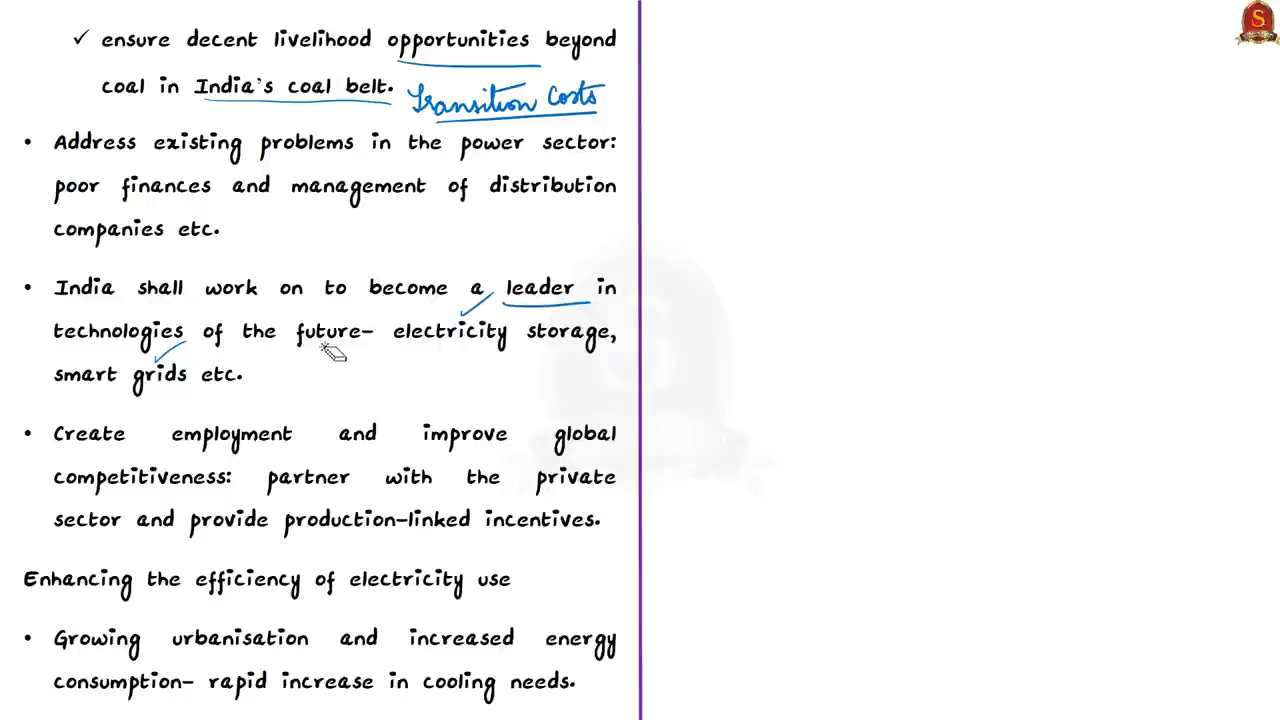 ✓ ensure decent livelihood opportunities beyond
coal in India's coal belt. Transition Costs
• Address existing problems in the power sector:
poor finances and management of distribution
companies etc.
• India shall work on to become a leader in
technologies of the future- electricity storage,
smart grids etc.
• Create employment and improve global
competitiveness: partner with the private
sector and provide production-linked incentives.
Enhancing the efficiency of electricity use
• Growing urbanisation and increased energy
consumption- rapid increase in cooling needs.